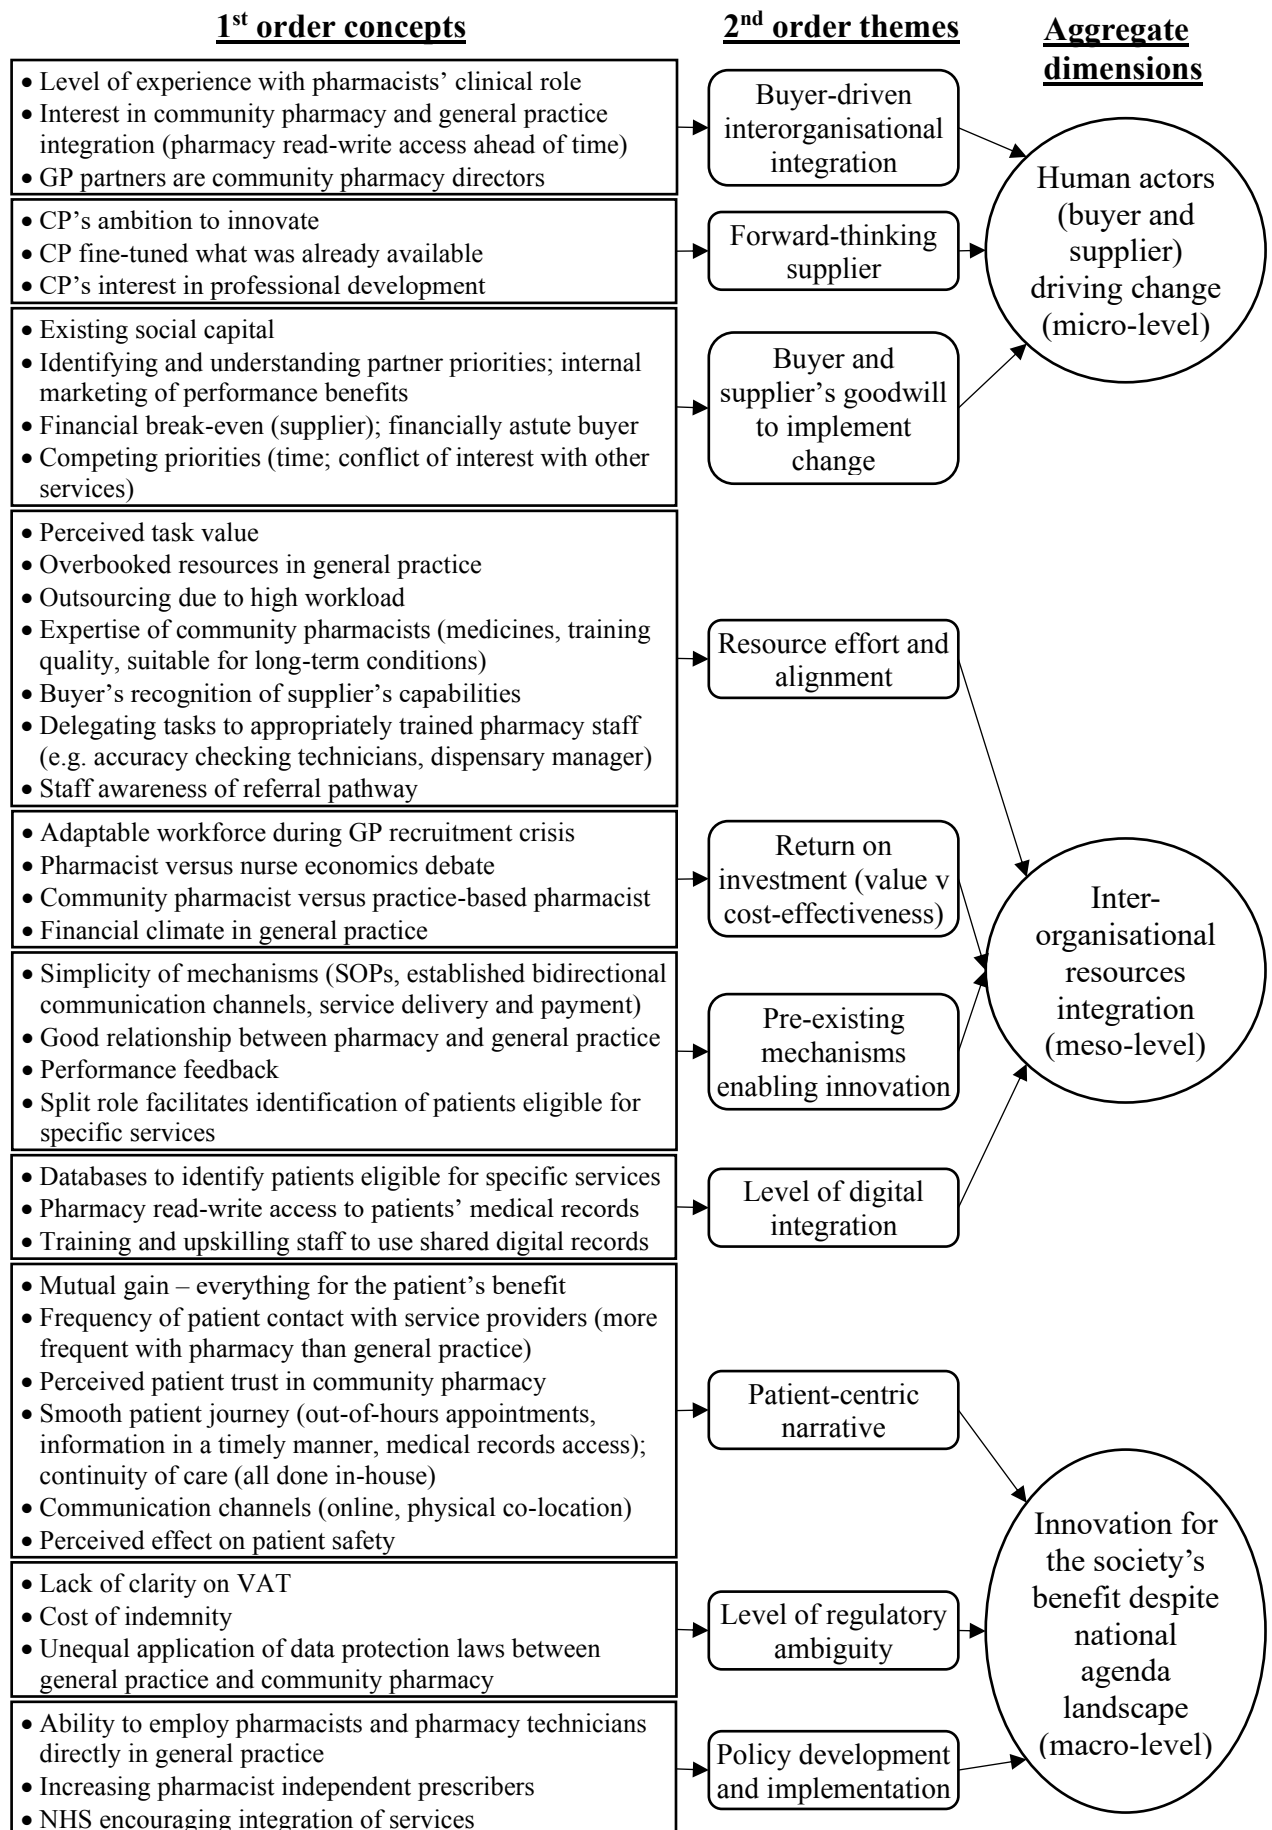 1st order concepts
2nd order themes
Aggregate
dimensions
• Level of experience with pharmacists’ clinical role
• Interest in community pharmacy and general practice
integration (pharmacy read-write access ahead of time)
• GP partners are community pharmacy directors
Buyer-driven
interorganisational
integration
• CP’s ambition to innovate
• CP fine-tuned what was already available
• CP’s interest in professional development
Forward-thinking
supplier
• Existing social capital
• Identifying and understanding partner priorities; internal
marketing of performance benefits
• Financial break-even (supplier); financially astute buyer
• Competing priorities (time; conflict of interest with other
services)
Buyer and
supplier’s goodwill
to implement
change
Human actors
(buyer and
supplier)
driving change
(micro-level)
• Perceived task value
• Overbooked resources in general practice
• Outsourcing due to high workload
• Expertise of community pharmacists (medicines, training
quality, suitable for long-term conditions)
• Buyer’s recognition of supplier’s capabilities
• Delegating tasks to appropriately trained pharmacy staff
(e.g. accuracy checking technicians, dispensary manager)
• Staff awareness of referral pathway
Resource effort and
alignment
• Adaptable workforce during GP recruitment crisis
• Pharmacist versus nurse economics debate
• Community pharmacist versus practice-based pharmacist
• Financial climate in general practice
Return on
investment (value v
cost-effectiveness)
• Simplicity of mechanisms (SOPs, established bidirectional
communication channels, service delivery and payment)
• Good relationship between pharmacy and general practice
• Performance feedback
• Split role facilitates identification of patients eligible for
specific services
Pre-existing
mechanisms
enabling innovation
• Databases to identify patients eligible for specific services
• Pharmacy read-write access to patients’ medical records
• Training and upskilling staff to use shared digital records
Level of digital
integration
Inter-
organisational
resources
integration
(meso-level)
• Mutual gain – everything for the patient’s benefit
• Frequency of patient contact with service providers (more
frequent with pharmacy than general practice)
• Perceived patient trust in community pharmacy
• Smooth patient journey (out-of-hours appointments,
information in a timely manner, medical records access);
continuity of care (all done in-house)
• Communication channels (online, physical co-location)
• Perceived effect on patient safety
Patient-centric
narrative
• Lack of clarity on VAT
• Cost of indemnity
• Unequal application of data protection laws between
general practice and community pharmacy
Level of regulatory
ambiguity
• Ability to employ pharmacists and pharmacy technicians
directly in general practice
• Increasing pharmacist independent prescribers
• NHS encouraging integration of services
Policy development
and implementation
Innovation for
the society’s
benefit despite
national
agenda
landscape
(macro-level)